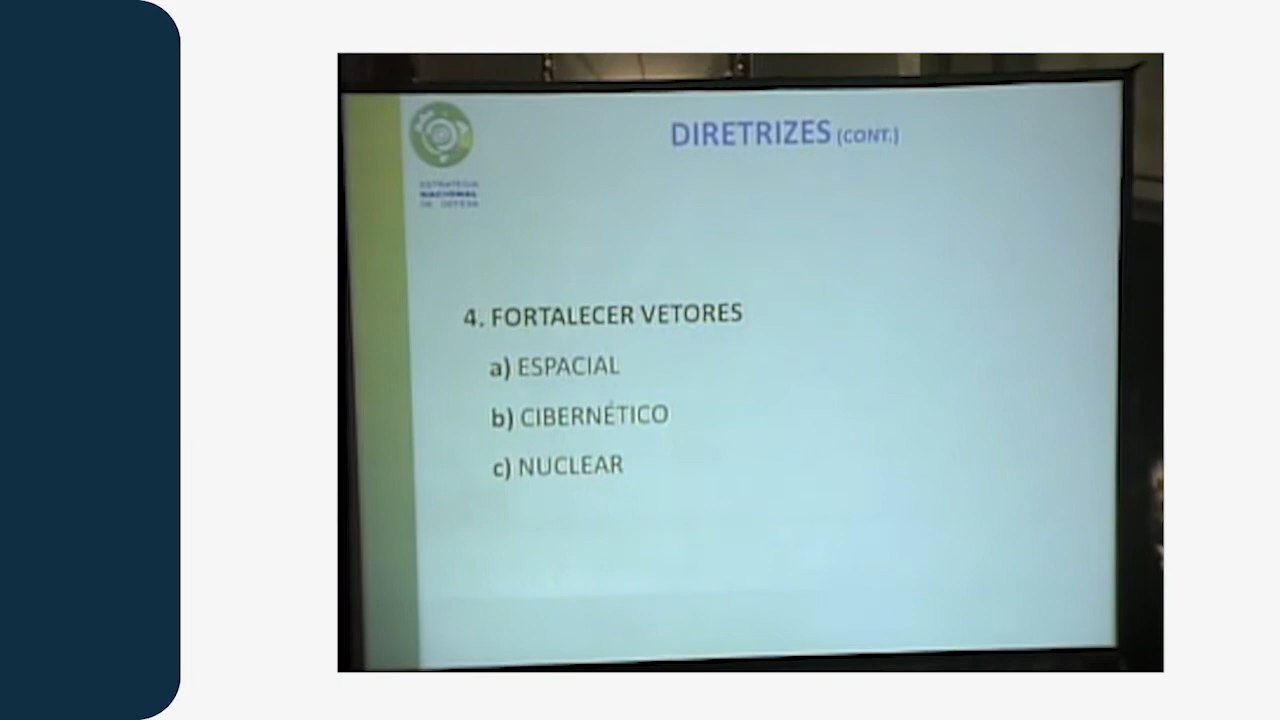 DIRETRIZES (CONT.)
ESTRATÉGIA
NACIONAL
DE DEFESA
4. FORTALECER VETORES
a) ESPACIAL
b) CIBERNÉTICO
c) NUCLEAR